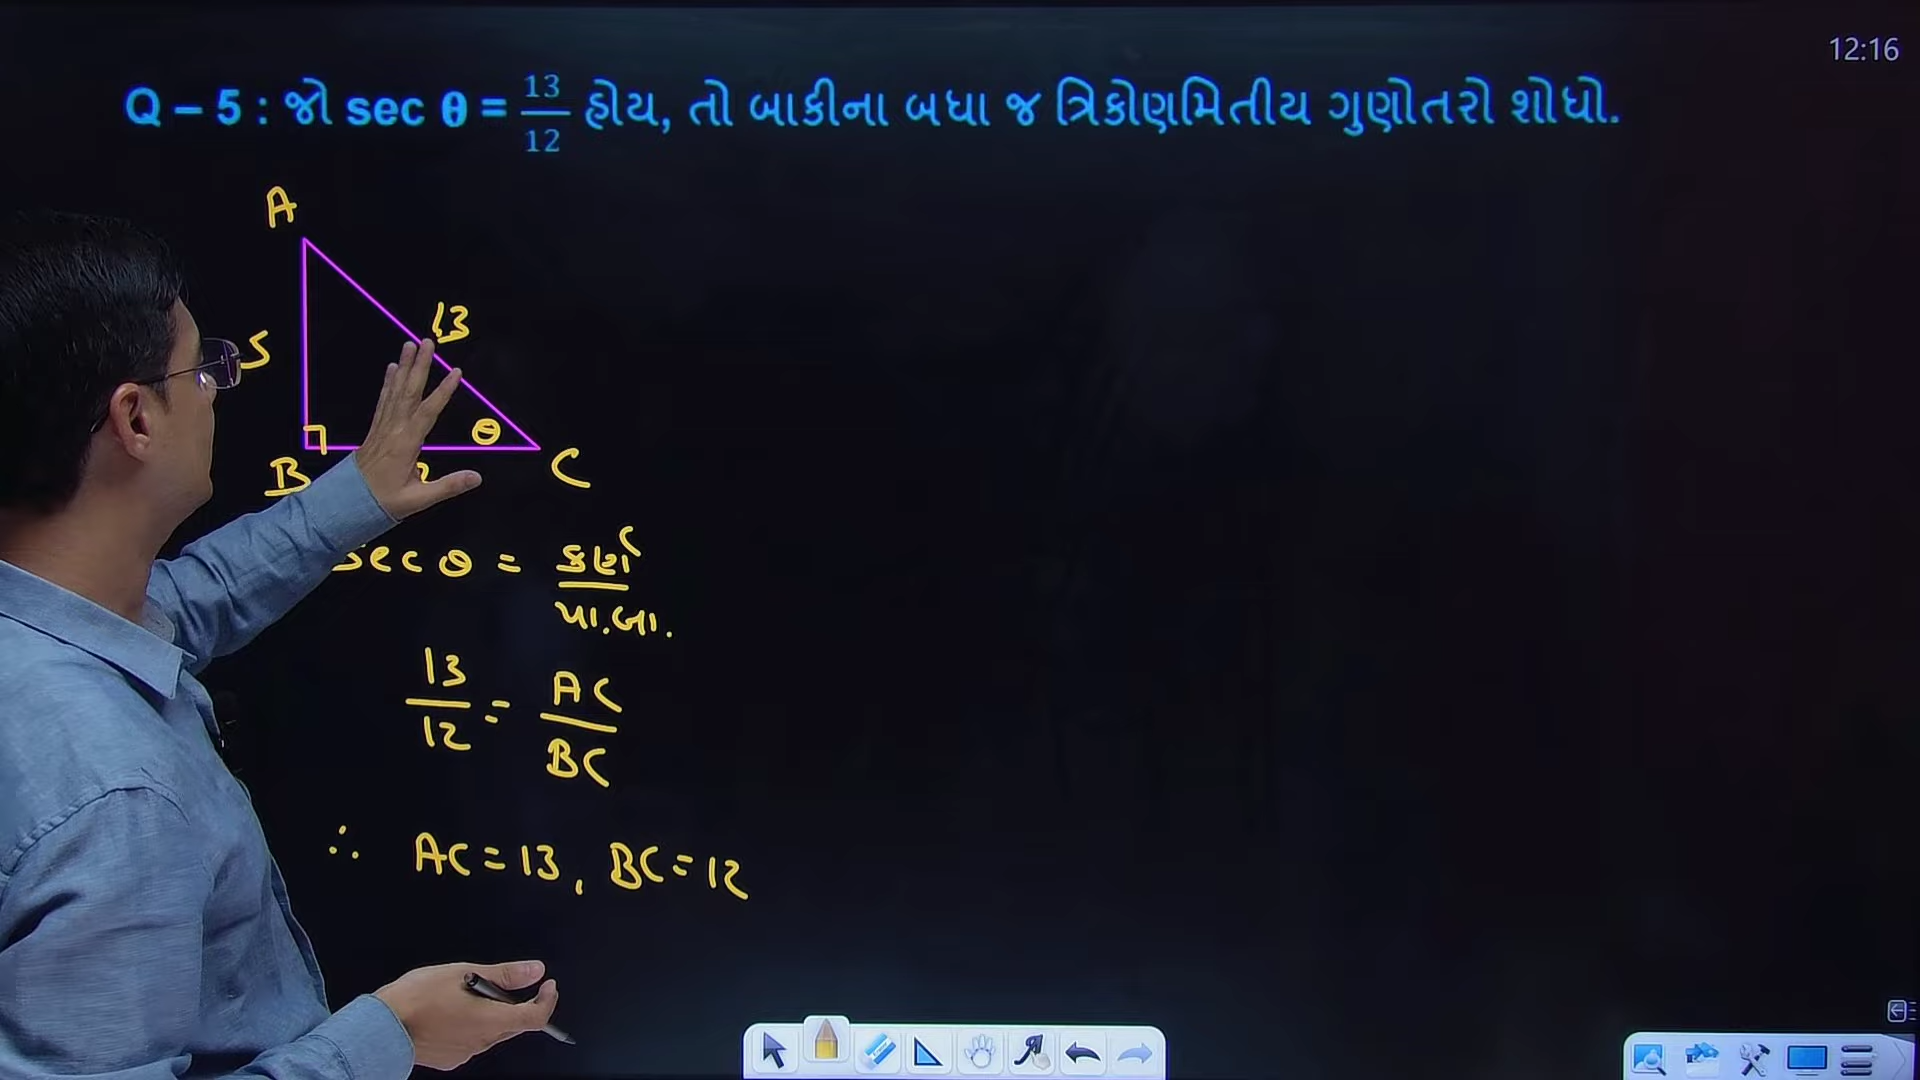 12:16
Q – 5 : જો sec θ = 13/12 હોય, તો બાકીના બધા જ ત્રિકોણમિતીય ગુણોતરો શોધો.
A
13
5
θ
B
C
sec θ = કર્ણ/પા.બા.
13/12 = AC/BC
∴ AC = 13, BC = 12